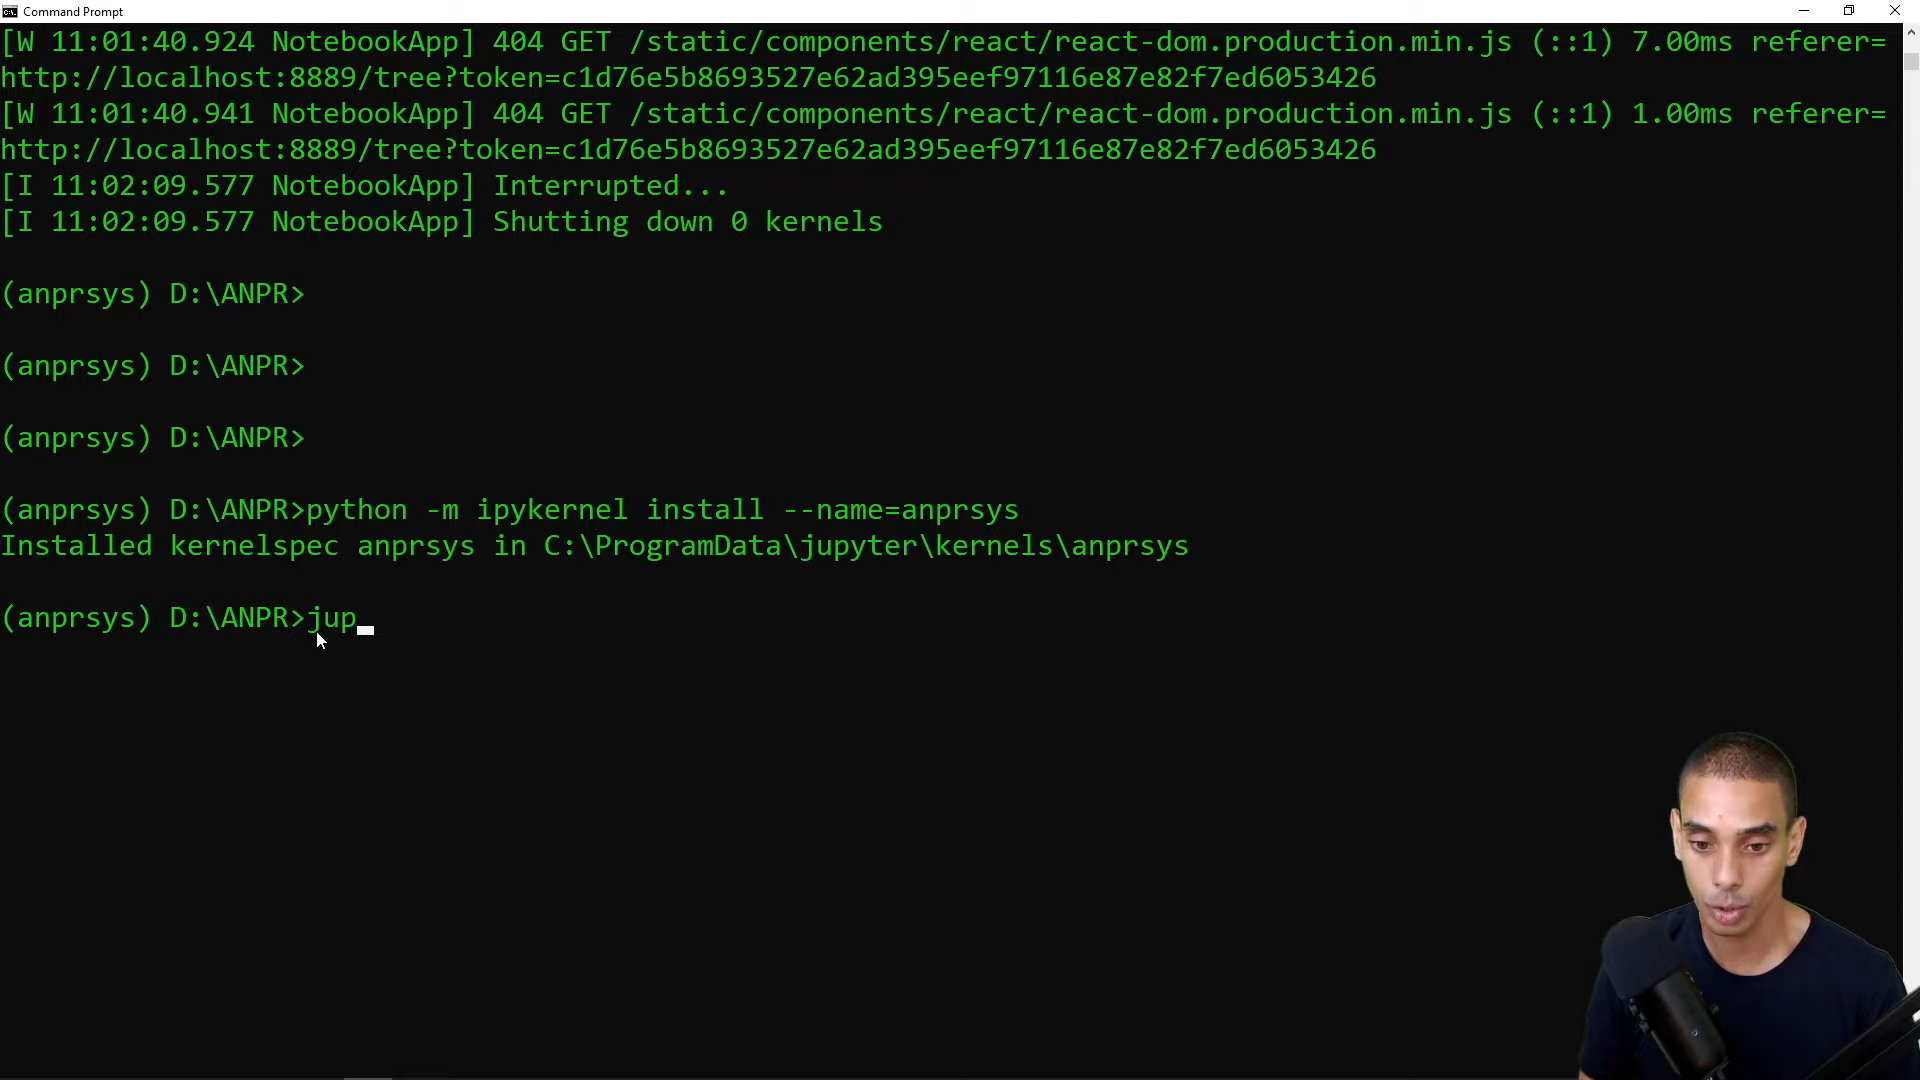 Command Prompt
[W 11:01:40.924 NotebookApp] 404 GET /static/components/react/react-dom.production.min.js (::1) 7.00ms referer=
http://localhost:8889/tree?token=c1d76e5b8693527e62ad395eef97116e87e82f7ed6053426
[W 11:01:40.941 NotebookApp] 404 GET /static/components/react/react-dom.production.min.js (::1) 1.00ms referer=
http://localhost:8889/tree?token=c1d76e5b8693527e62ad395eef97116e87e82f7ed6053426
[I 11:02:09.577 NotebookApp] Interrupted...
[I 11:02:09.577 NotebookApp] Shutting down 0 kernels
(anprsys) D:\ANPR>
(anprsys) D:\ANPR>
(anprsys) D:\ANPR>
(anprsys) D:\ANPR>python -m ipykernel install --name=anprsys
Installed kernelspec anprsys in C:\ProgramData\jupyter\kernels\anprsys
(anprsys) D:\ANPR>jup